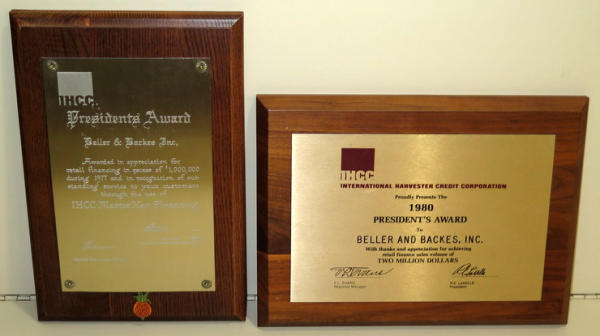 IHCC
Presidents Award
Beller & Backes Inc,
Awarded in appreciation for
retail financing in excess of $1,000,000
during 1977 and in recognition of out-
standing service to your customers
through the use of
IHCC
IHCC
INTERNATIONAL HARVESTER CREDIT CORPORATION
Proudly Presents The
1980
PRESIDENT'S AWARD
To
BELLER AND BACKES, INC.
With thanks and appreciation for achieving
retail finance sales volume of
TWO MILLION DOLLARS
Regional Manager
President